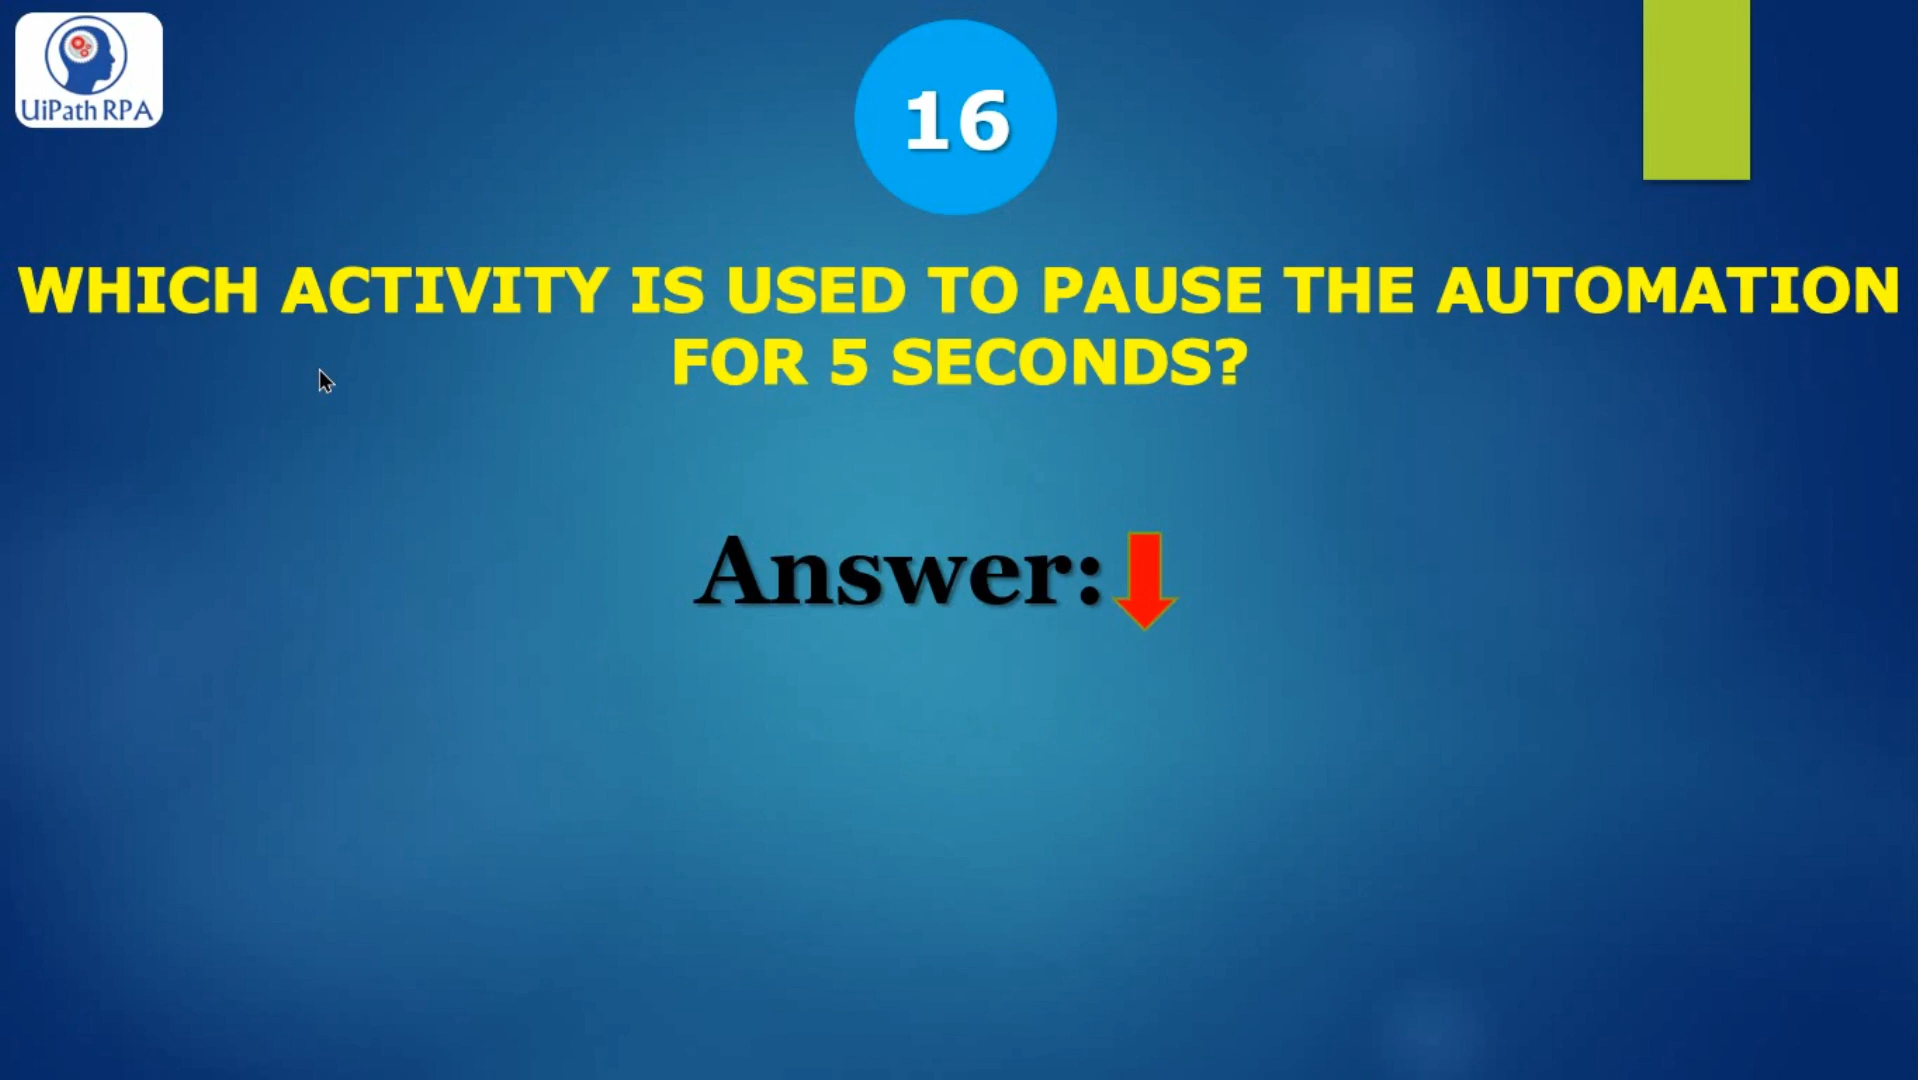 UiPath RPA
16
WHICH ACTIVITY IS USED TO PAUSE THE AUTOMATION
FOR 5 SECONDS?
Answer: